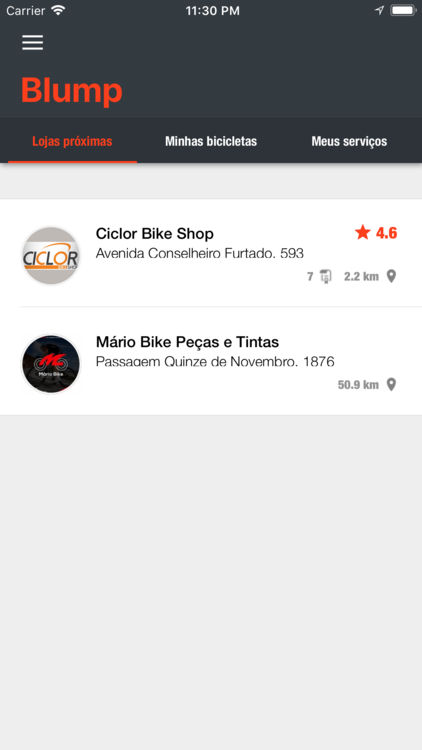 Carrier 11:30 PM
Blump
Lojas próximas Minhas bicicletas Meus serviços
CICLOR
Ciclor Bike Shop 4.6
Avenida Conselheiro Furtado, 593
7 2.2 km
Mário Bike Peças e Tintas
Passagem Quinze de Novembro, 1876
Mário Bike
50.9 km